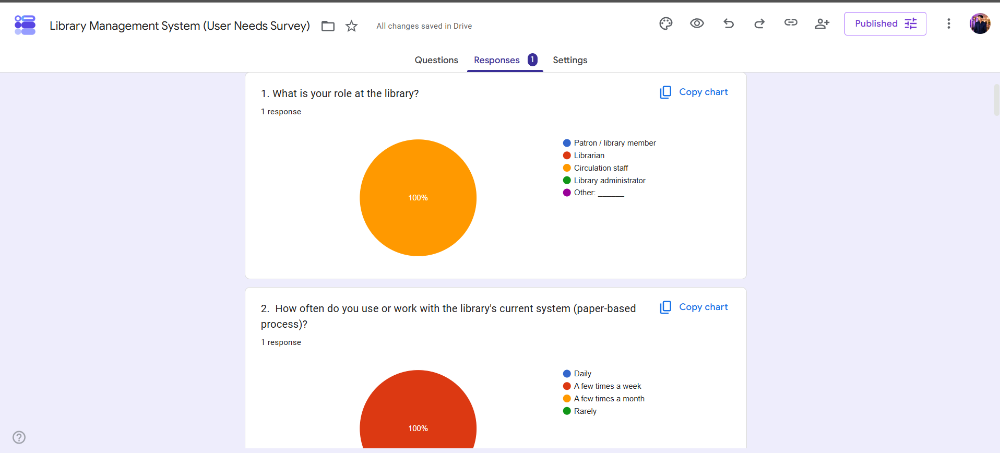 Library Management System (User Needs Survey)
All changes saved in Drive
Published
Questions
Responses 1
Settings
1. What is your role at the library?
Copy chart
1 response
100%
Patron / library member
Librarian
Circulation staff
Library administrator
Other: ______
2.  How often do you use or work with the library's current system (paper-based
process)?
Copy chart
1 response
100%
Daily
A few times a week
A few times a month
Rarely